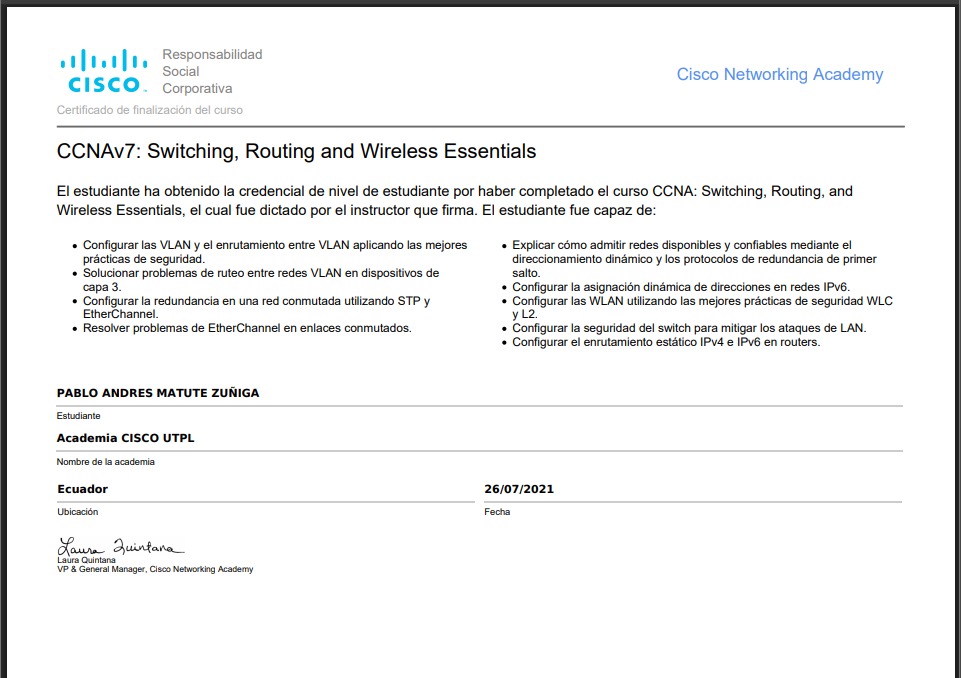 CISCO
Responsabilidad
Social
Corporativa
Cisco Networking Academy
Certificado de finalización del curso
CCNAv7: Switching, Routing and Wireless Essentials
El estudiante ha obtenido la credencial de nivel de estudiante por haber completado el curso CCNA: Switching, Routing, and
Wireless Essentials, el cual fue dictado por el instructor que firma. El estudiante fue capaz de:
• Configurar las VLAN y el enrutamiento entre VLAN aplicando las mejores
prácticas de seguridad.
• Solucionar problemas de ruteo entre redes VLAN en dispositivos de
capa 3.
• Configurar la redundancia en una red conmutada utilizando STP y
EtherChannel.
• Resolver problemas de EtherChannel en enlaces conmutados.
• Explicar cómo admitir redes disponibles y confiables mediante el
direccionamiento dinámico y los protocolos de redundancia de primer
salto.
• Configurar la asignación dinámica de direcciones en redes IPv6.
• Configurar las WLAN utilizando las mejores prácticas de seguridad WLC
y L2.
• Configurar la seguridad del switch para mitigar los ataques de LAN.
• Configurar el enrutamiento estático IPv4 e IPv6 en routers.
PABLO ANDRES MATUTE ZUÑIGA
Estudiante
Academia CISCO UTPL
Nombre de la academia
Ecuador
Ubicación
26/07/2021
Fecha
Laura Quintana
Laura Quintana
VP & General Manager, Cisco Networking Academy